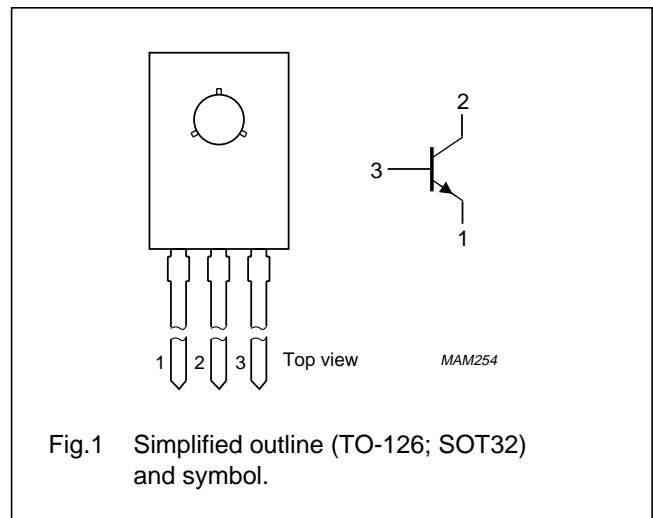 2
3
1
1 2 3 Top view MAM254
Fig.1 Simplified outline (TO-126; SOT32)
and symbol.